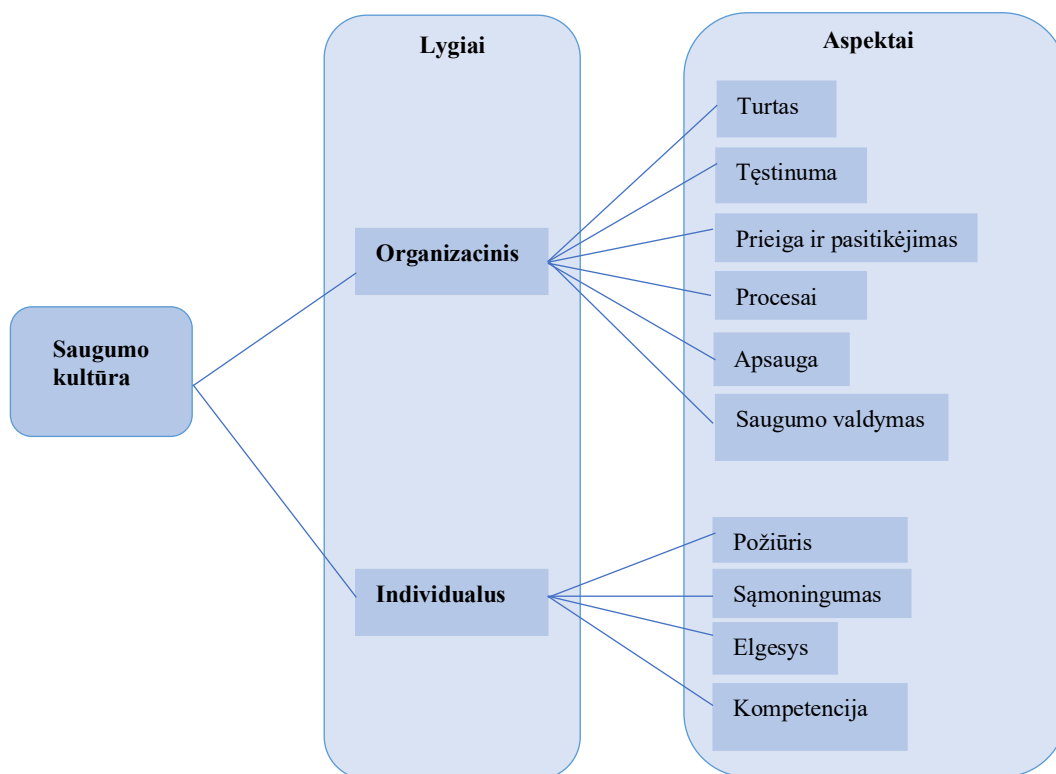 Lygiai
Aspektai
Saugumo
kultūra
Organizacinis
Individualus
Turtas
Tęstinuma
Prieiga ir pasitikėjimas
Procesai
Apsauga
Saugumo valdymas
Požiūris
Sąmoningumas
Elgesys
Kompetencija